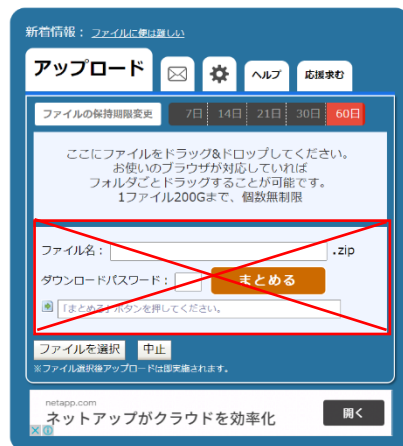 新着情報： ファイルに便は難しい
アップロード ヘルプ 応援求む
ファイルの保持期限変更 7日 14日 21日 30日 60日
ここにファイルをドラッグ&ドロップしてください。
お使いのブラウザが対応していれば
フォルダごとドラッグすることが可能です。
1ファイル200Gまで、個数無制限
ファイル名： .zip
ダウンロードパスワード： まとめる
「まとめる」ボタンを押してください。
ファイルを選択 中止
※ファイル選択後アップロードは即実施されます。
netapp.com
ネットアップがクラウドを効率化 開く